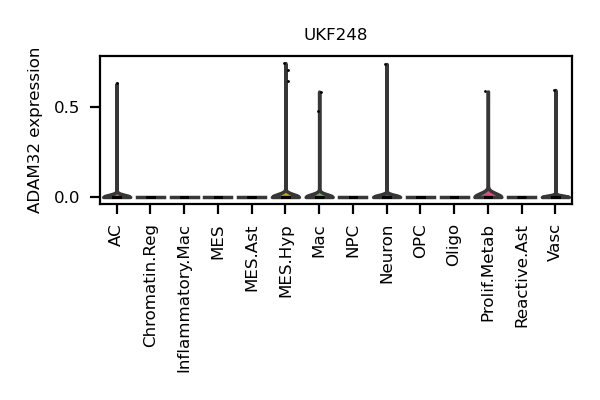 UKF248
ADAM32 expression
0.5
0.0
AC
Chromatin.Reg
Inflammatory.Mac
MES
MES.Ast
MES.Hyp
Mac
NPC
Neuron
OPC
Oligo
Prolif.Metab
Reactive.Ast
Vasc